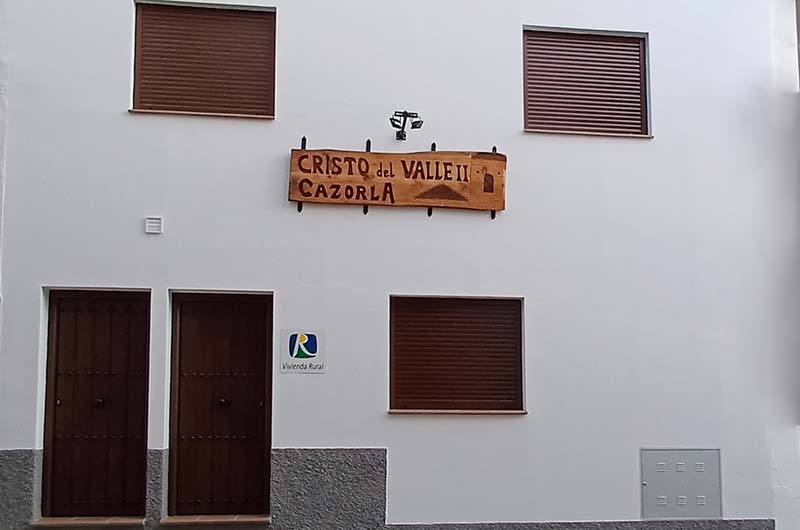 CRISTO del VALLE II
CAZORLA
R
Vivienda Rural